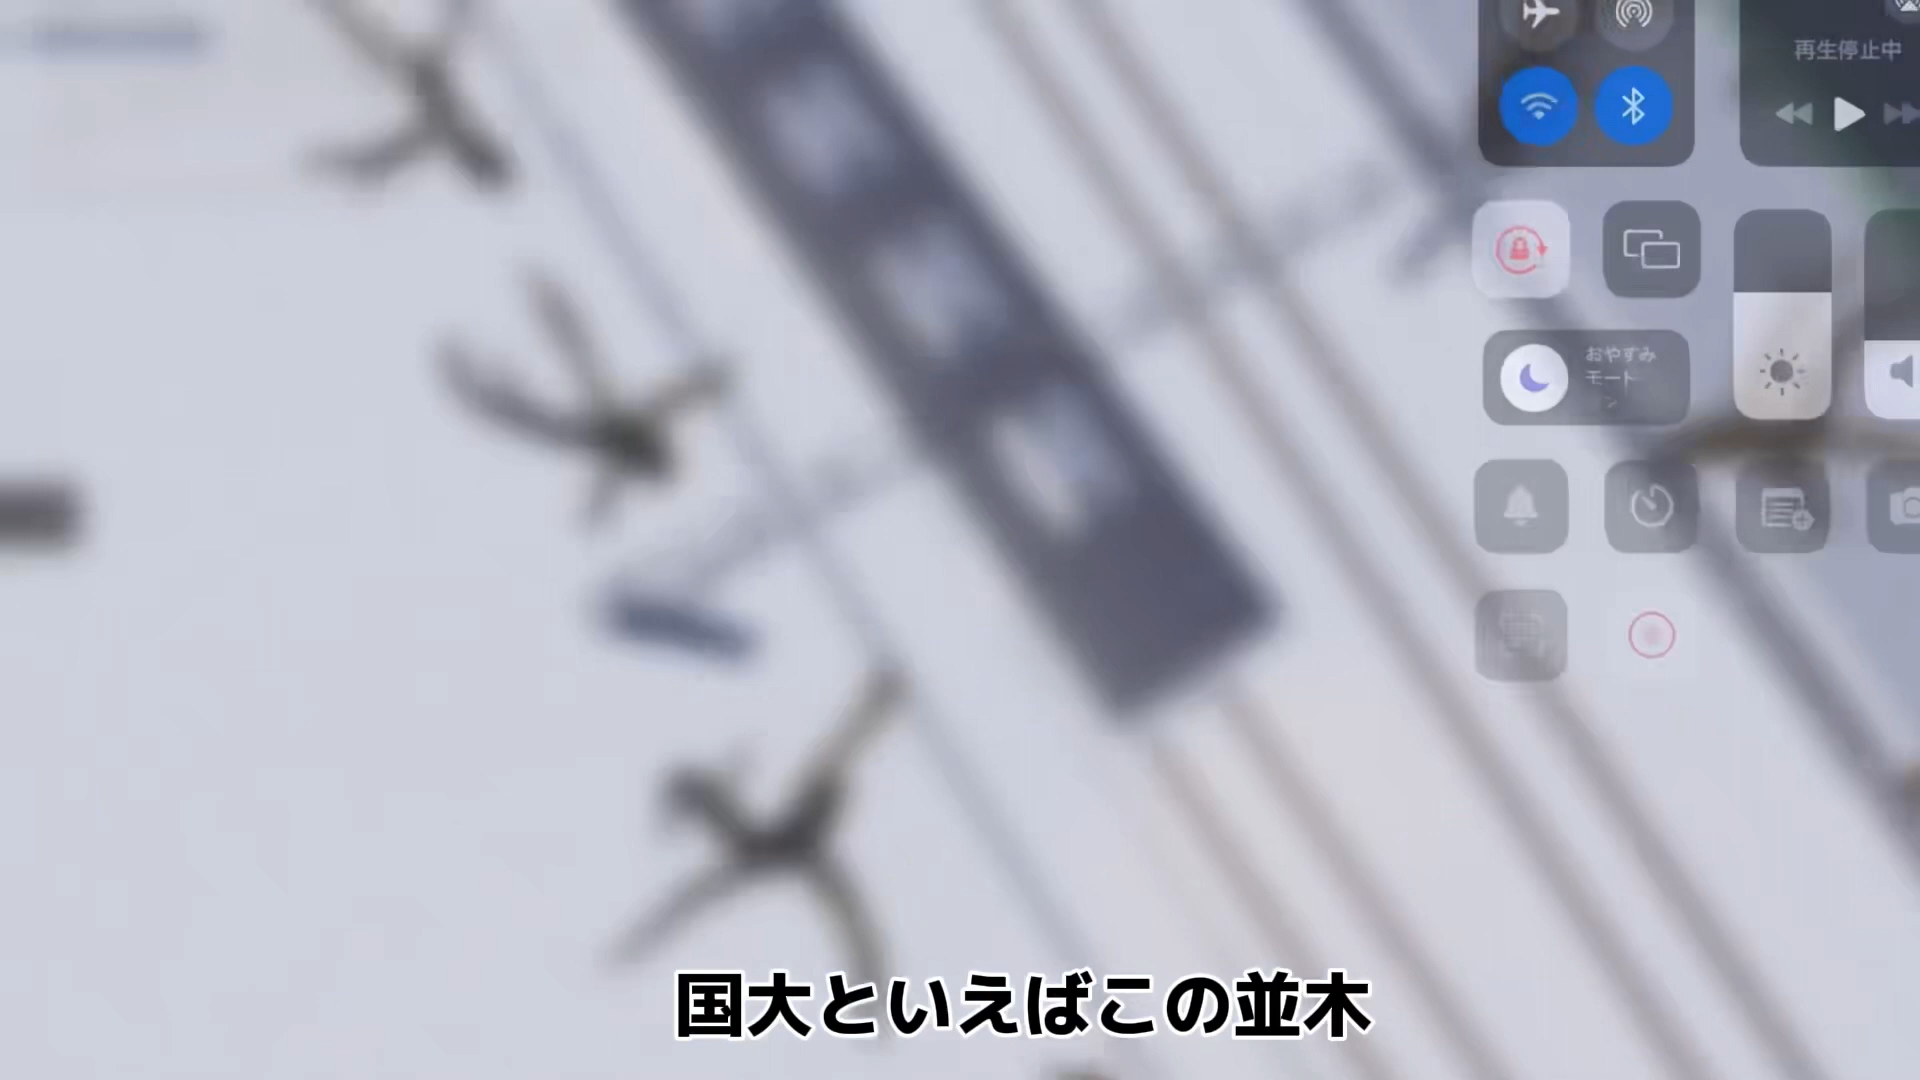 再生停止中
おやすみ
モード
国大といえばこの並木